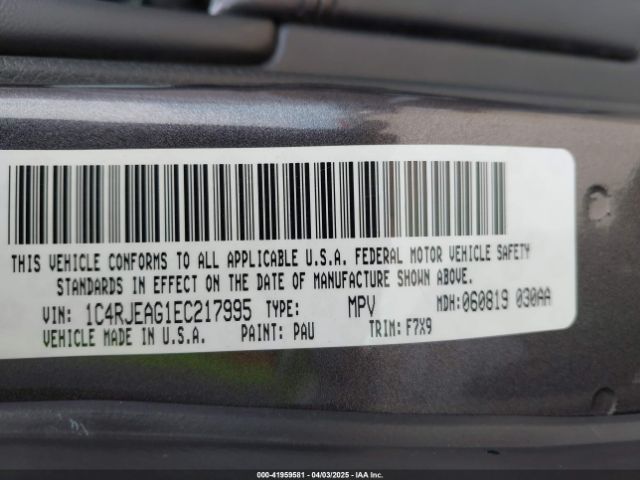 THIS VEHICLE CONFORMS TO ALL APPLICABLE U.S.A. FEDERAL MOTOR VEHICLE SAFETY
STANDARDS IN EFFECT ON THE DATE OF MANUFACTURE SHOWN ABOVE.
VIN: 1C4RJEAG1EC217995 TYPE: MPV MDH:060819 030AA
VEHICLE MADE IN U.S.A. PAINT: PAU TRIM: F7X9
000-41959581 - 04/03/2025 - IAA Inc.